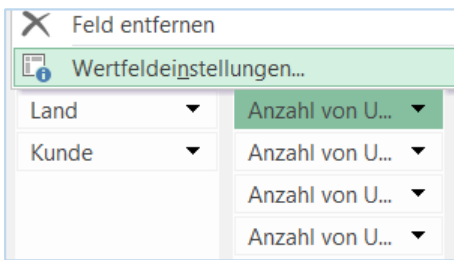 Feld entfernen
Wertfeldeinstellungen...
Land
Anzahl von U...
Kunde
Anzahl von U...
Anzahl von U...
Anzahl von U...